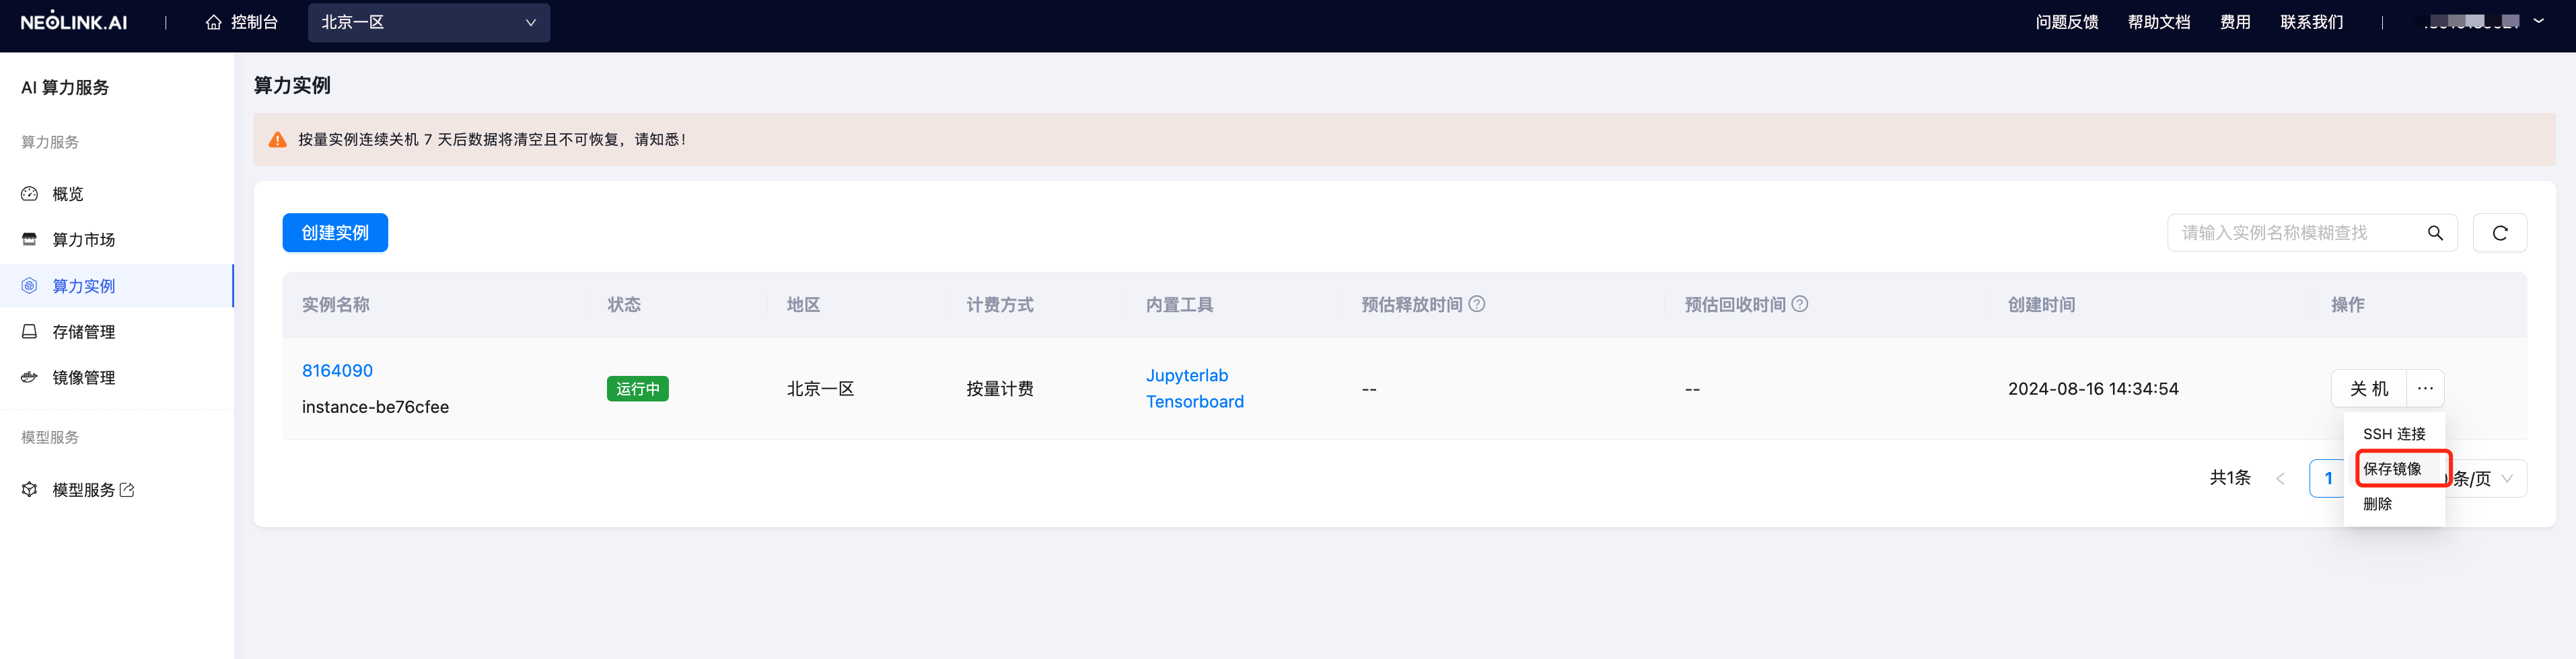 NEOLINK.AI
控制台
北京一区
问题反馈
帮助文档
费用
联系我们
AI 算力服务
算力服务
概览
算力市场
算力实例
存储管理
镜像管理
模型服务
模型服务
算力实例
按量实例连续关机 7 天后数据将清空且不可恢复，请知悉！
创建实例
请输入实例名称模糊查找
实例名称 状态 地区 计费方式 内置工具 预估释放时间 预估回收时间 创建时间 操作
8164090
instance-be76cfee
运行中
北京一区
按量计费
Jupyterlab
Tensorboard
--
--
2024-08-16 14:34:54
关 机
···
SSH 连接
保存镜像
删除
共1条
1
条/页